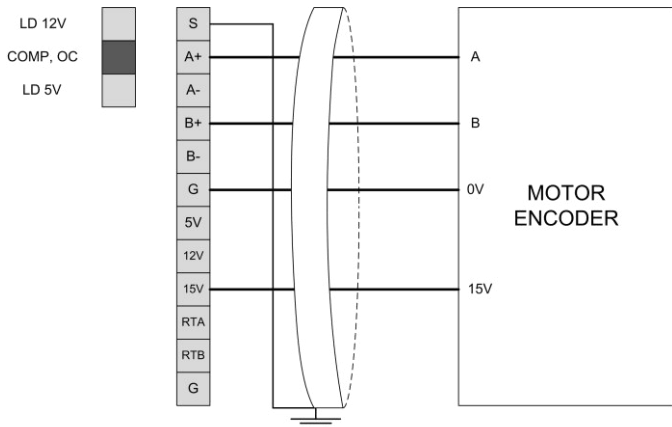 LD 12V
COMP, OC
LD 5V
S
A+
A-
B+
B-
G
5V
12V
15V
RTA
RTB
G
A
B
0V
15V
MOTOR
ENCODER